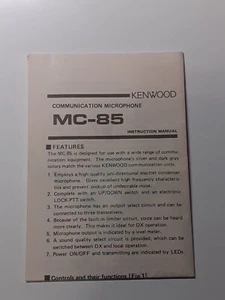 KENWOOD
COMMUNICATION MICROPHONE
MC-85
INSTRUCTION MANUAL
■ FEATURES
The MC-85 is designed for use with a wide range of commu-
nication equipment. The microphone's silver and dark gray
colors match the various KENWOOD communication units.
1. Employs a high quality uni-directional electret condenser
microphone. Gives excellent high frequency characteris-
tics and prevent pickup of undesirable noise.
2. Complete with an UP/DOWN switch and an electronic
LOCK-PTT switch.
3. The microphone has an output select circuit and can be
connected to three transceivers.
4. Because of the built-in limiter circuit, voice can be heard
more clearly. This makes it ideal for DX operation.
5. Microphone output is indicated by a level meter.
6. A sound quality select circuit is provided, which can be
switched between DX and local operation.
7. Power ON/OFF and transmitting are indicated by LEDs.
■ Controls and their functions [Fig. 1]